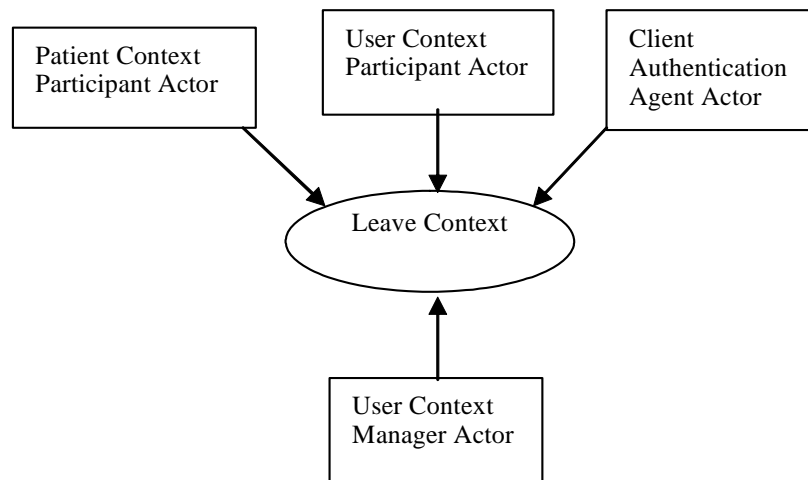 Patient Context
Participant Actor
User Context
Participant Actor
Client
Authentication
Agent Actor
Leave Context
User Context
Manager Actor